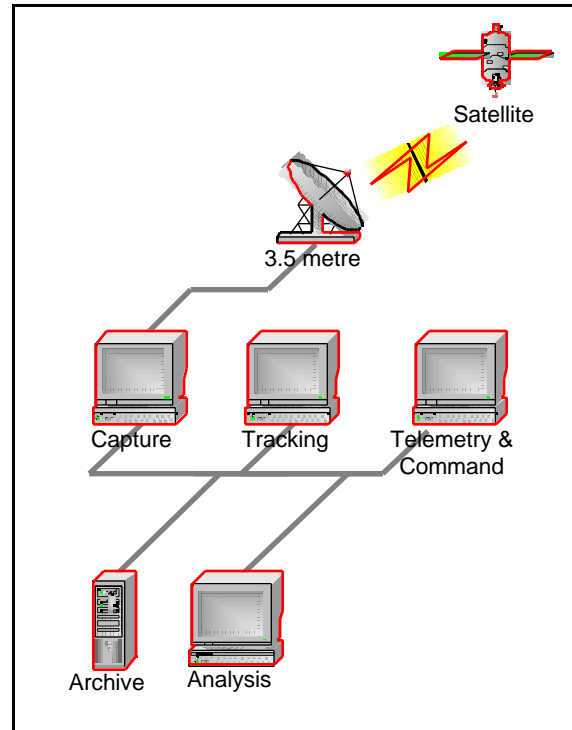 Satellite
3.5 metre
Capture
Tracking
Telemetry &
Command
Archive
Analysis